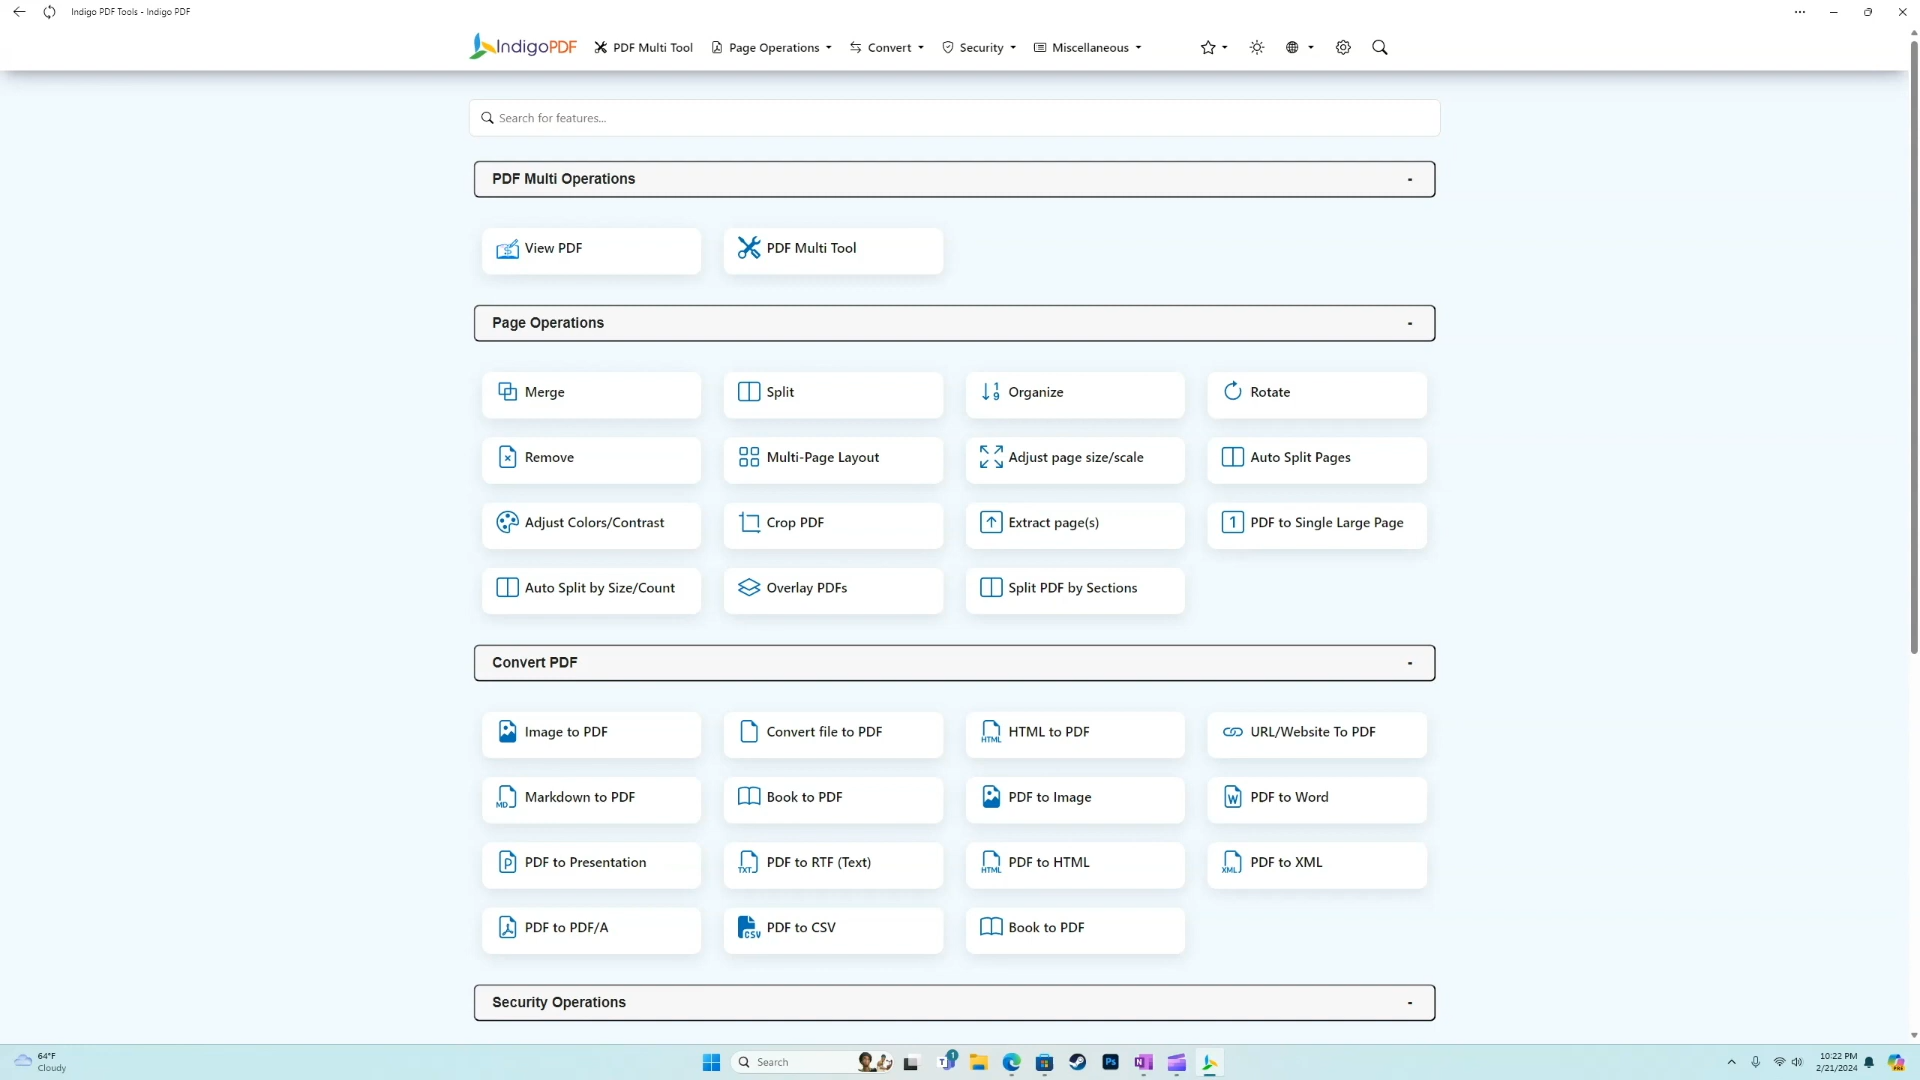 Indigo PDF Tools - Indigo PDF
IndigoPDF PDF Multi Tool Page Operations Convert Security Miscellaneous
Search for features...
PDF Multi Operations -
View PDF PDF Multi Tool
Page Operations -
Merge Split Organize Rotate
Remove Multi-Page Layout Adjust page size/scale Auto Split Pages
Adjust Colors/Contrast Crop PDF Extract page(s) PDF to Single Large Page
Auto Split by Size/Count Overlay PDFs Split PDF by Sections
Convert PDF -
Image to PDF Convert file to PDF HTML to PDF URL/Website To PDF
Markdown to PDF Book to PDF PDF to Image PDF to Word
PDF to Presentation PDF to RTF (Text) PDF to HTML PDF to XML
PDF to PDF/A PDF to CSV Book to PDF
Security Operations -
64°F
Cloudy
Search
10:22 PM
2/21/2024